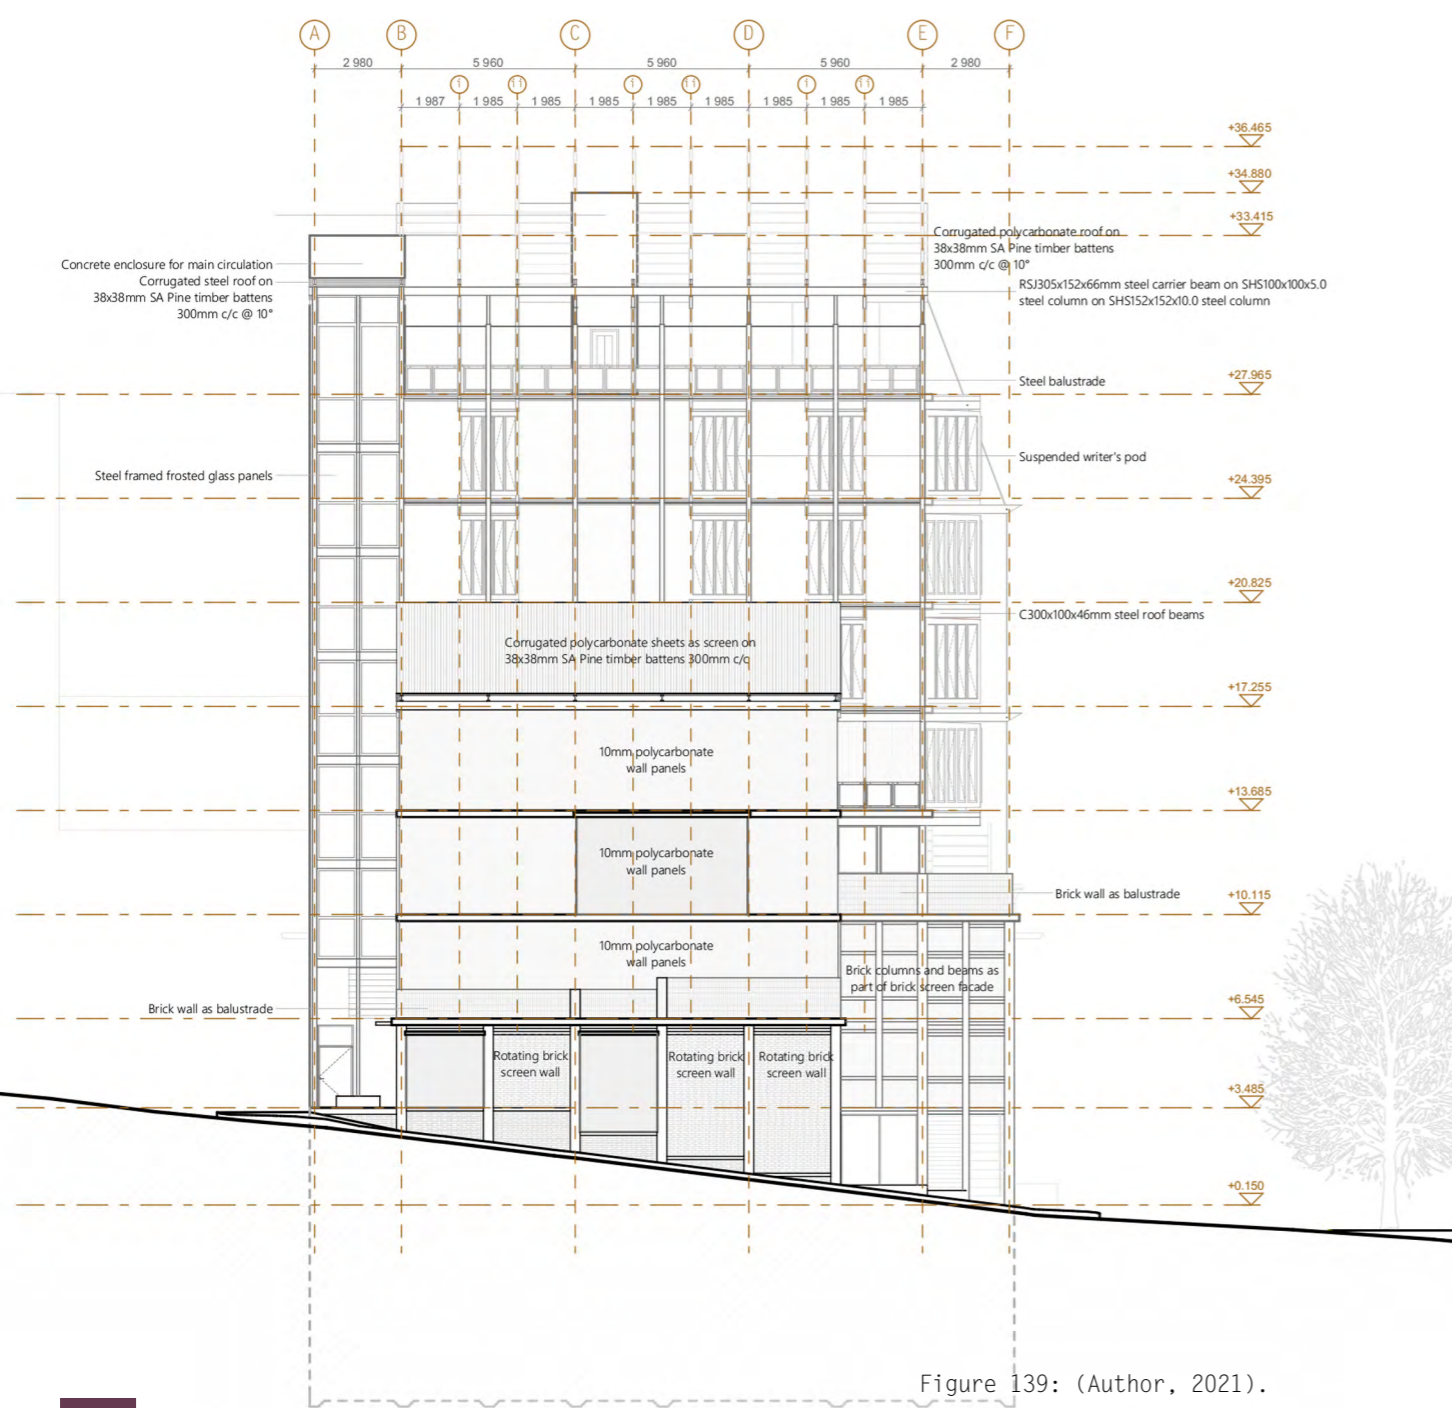 A B C D E F
2 980 5 960 5 960 5 960 2 980
i ii i ii i ii
1 987 1 985 1 985 1 985 1 985 1 985 1 985 1 985 1 985
+36.465
+34.880
+33.415
Corrugated polycarbonate roof on
38x38mm SA Pine timber battens
300mm c/c @ 10°
Concrete enclosure for main circulation
Corrugated steel roof on
38x38mm SA Pine timber battens
300mm c/c @ 10°
RSJ305x152x66mm steel carrier beam on SHS100x100x5.0
steel column on SHS152x152x10.0 steel column
Steel balustrade
+27.965
Suspended writer's pod
Steel framed frosted glass panels
+24.395
+20.825
C300x100x46mm steel roof beams
Corrugated polycarbonate sheets as screen on
38x38mm SA Pine timber battens 300mm c/c
+17.255
10mm polycarbonate
wall panels
+13.685
10mm polycarbonate
wall panels
Brick wall as balustrade
+10.115
10mm polycarbonate
wall panels
Brick columns and beams as
part of brick screen facade
Brick wall as balustrade
+6.545
Rotating brick
screen wall
Rotating brick
screen wall
Rotating brick
screen wall
+3.485
+0.150
Figure 139: (Author, 2021).